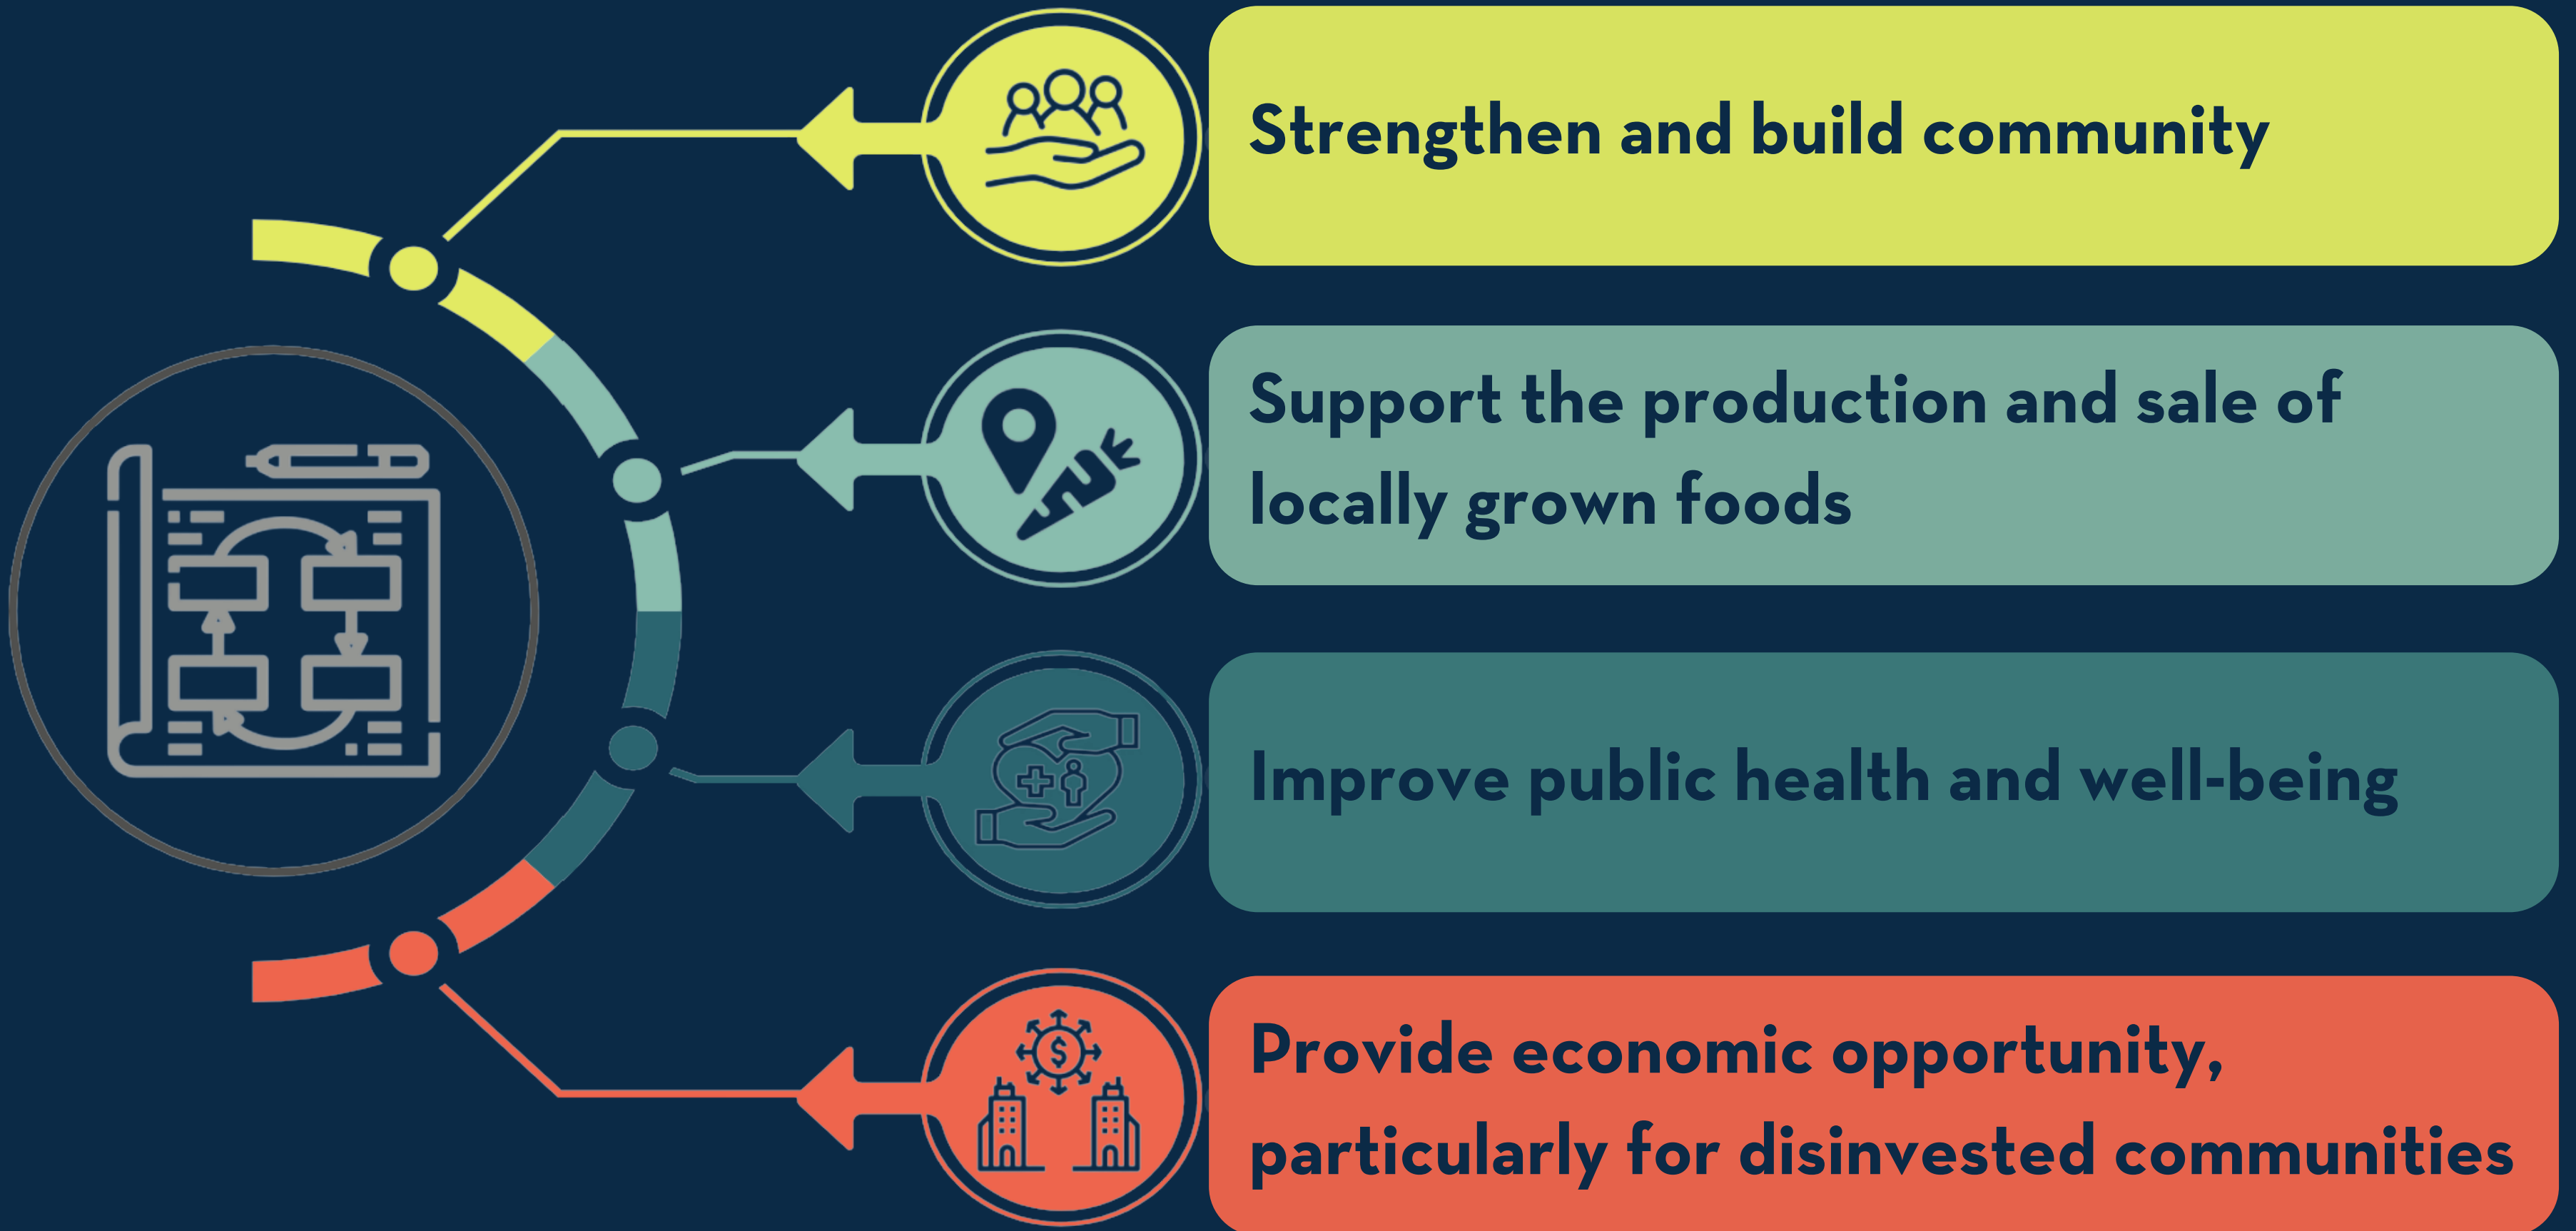 Strengthen and build community
Support the production and sale of
locally grown foods
Improve public health and well-being
$
Provide economic opportunity,
particularly for disinvested communities